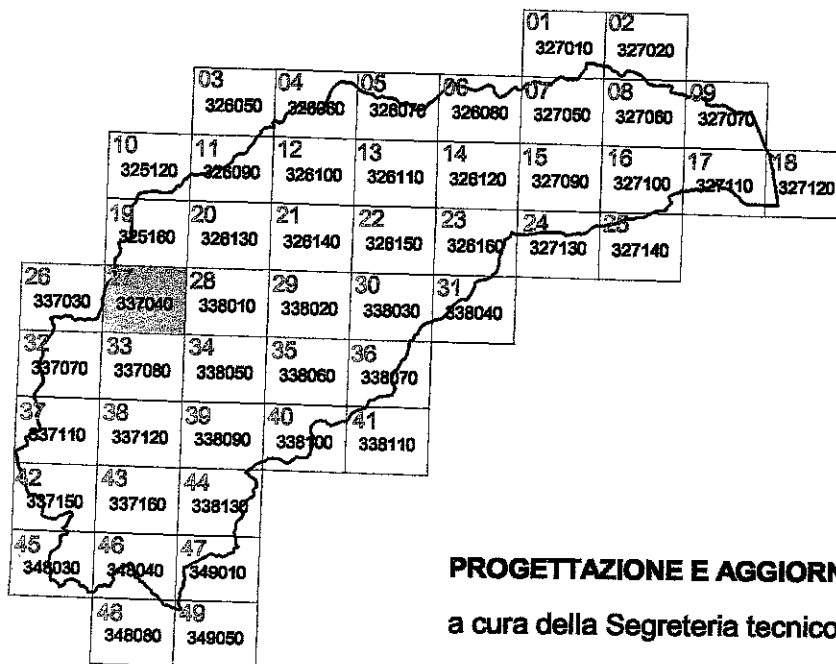 01 02
327010 327020
03 04 05 06 07 08 09
326050 326060 326070 326080 327050 327060 327070
10 11 12 13 14 15 16 17 18
325120 326090 326100 326110 326120 327090 327100 327110 327120
19 20 21 22 23 24 25
325160 326130 326140 326150 326160 327130 327140
26 27 28 29 30 31
337030 337040 338010 338020 338030 338040
32 33 34 35 36
337070 337080 338050 338060 338070
37 38 39 40 41
337110 337120 338090 338100 338110
42 43 44
337150 337160 338130
45 46 47
348030 348040 349010
48 49
348080 349050
PROGETTAZIONE E AGGIORN
a cura della Segreteria tecnico